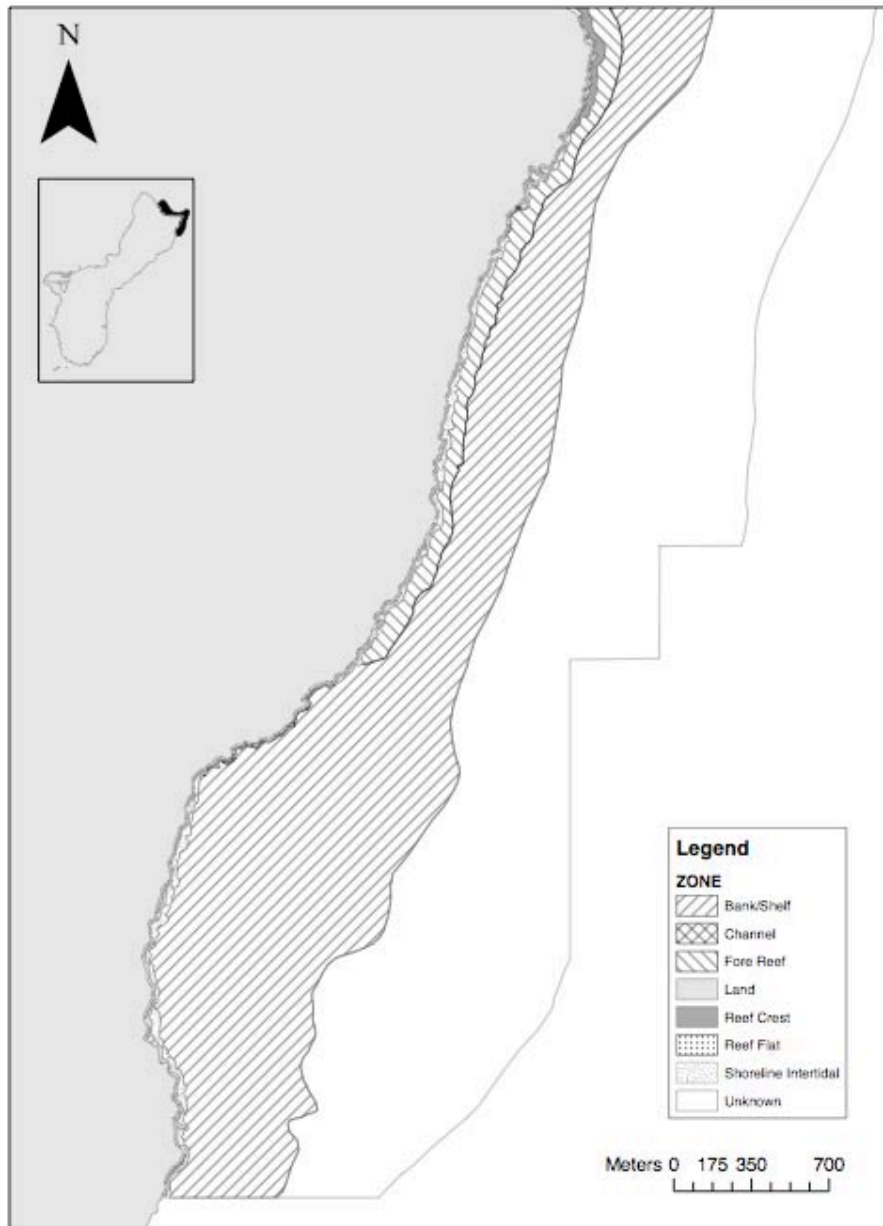 N
Legend
ZONE
Bank/Shelf
Channel
Fore Reef
Land
Reef Crest
Reef Flat
Shoreline Intertidal
Unknown
Meters 0 175 350 700